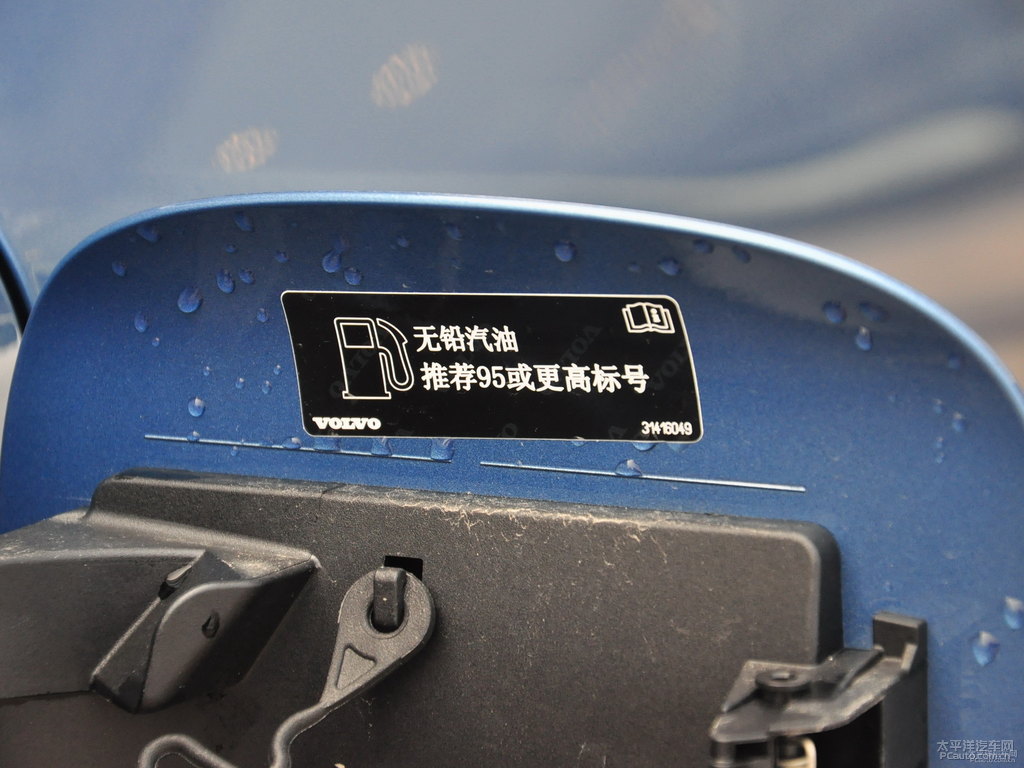 无铅汽油
推荐95或更高标号
VOLVO
31416049
太平洋汽车网
PCauto.com.cn